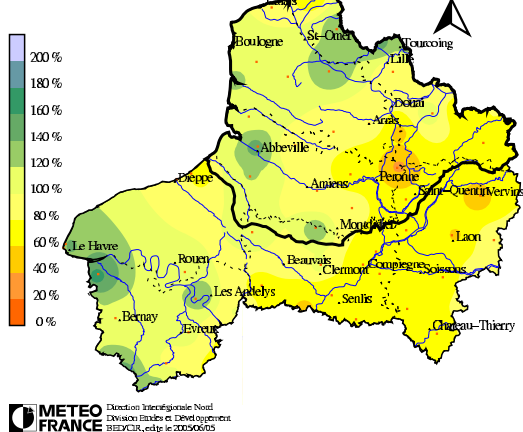 Calais
Boulogne
St-Omer
Tourcoing
Lille
200 %
180 %
160 %
140 %
120 %
100 %
80 %
60 %
40 %
20 %
0 %
Douai
Arras
Abbeville
Dieppe
Amiens
Peronne
Saint-Quentin
Vervins
Montdidier
Le Havre
Laon
Rouen
Beauvais
Clermont
Compiegne
Soissons
Les Andelys
Senlis
Bernay
Evreux
Chateau-Thierry
METEO
FRANCE
Direction Interrégionale Nord
Division Etudes et Développement
BED/CIR, edité le 2005/06/05